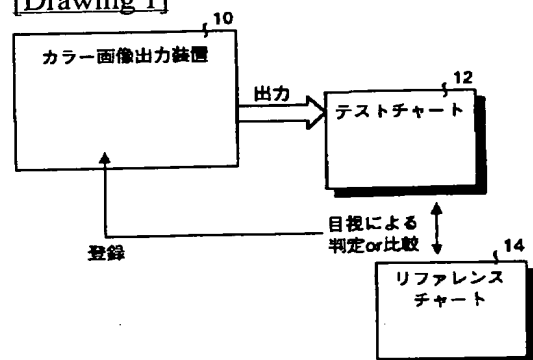 [Drawing 1]
10
カラー画像出力装置
出力
12
テストチャート
目視による
判定or比較
登録
14
リファレンス
チャート